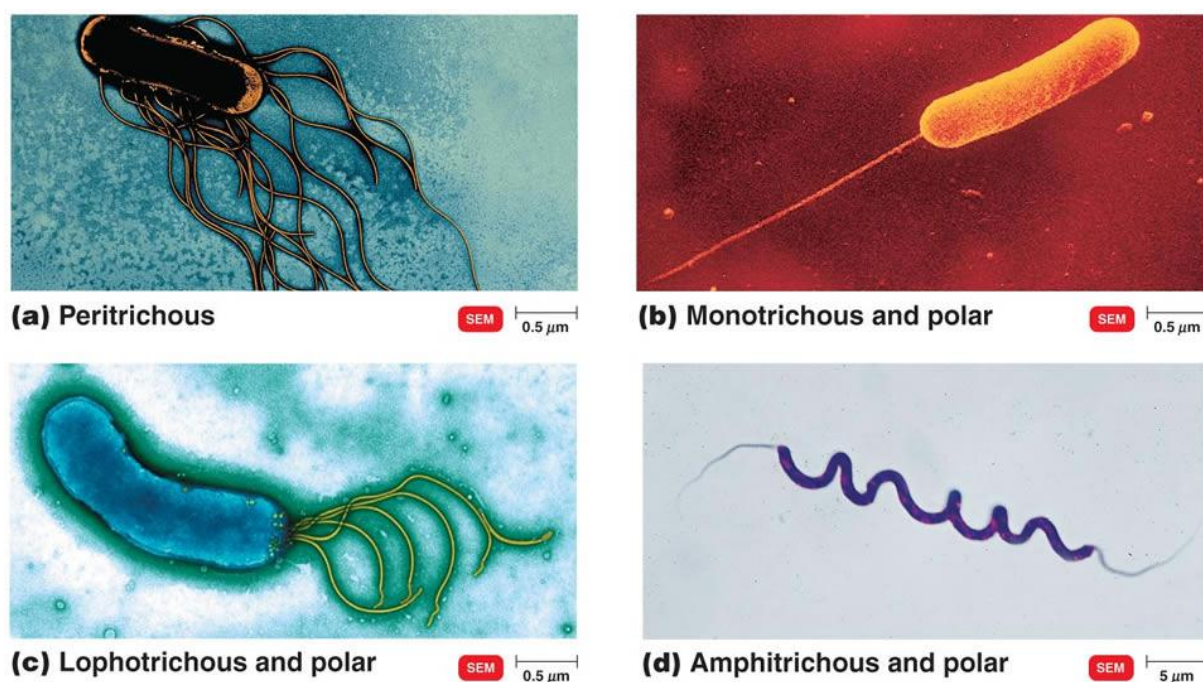 (a) Peritrichous
SEM
0.5 μm
(b) Monotrichous and polar
SEM
0.5 μm
(c) Lophotrichous and polar
SEM
0.5 μm
(d) Amphitrichous and polar
SEM
5 μm